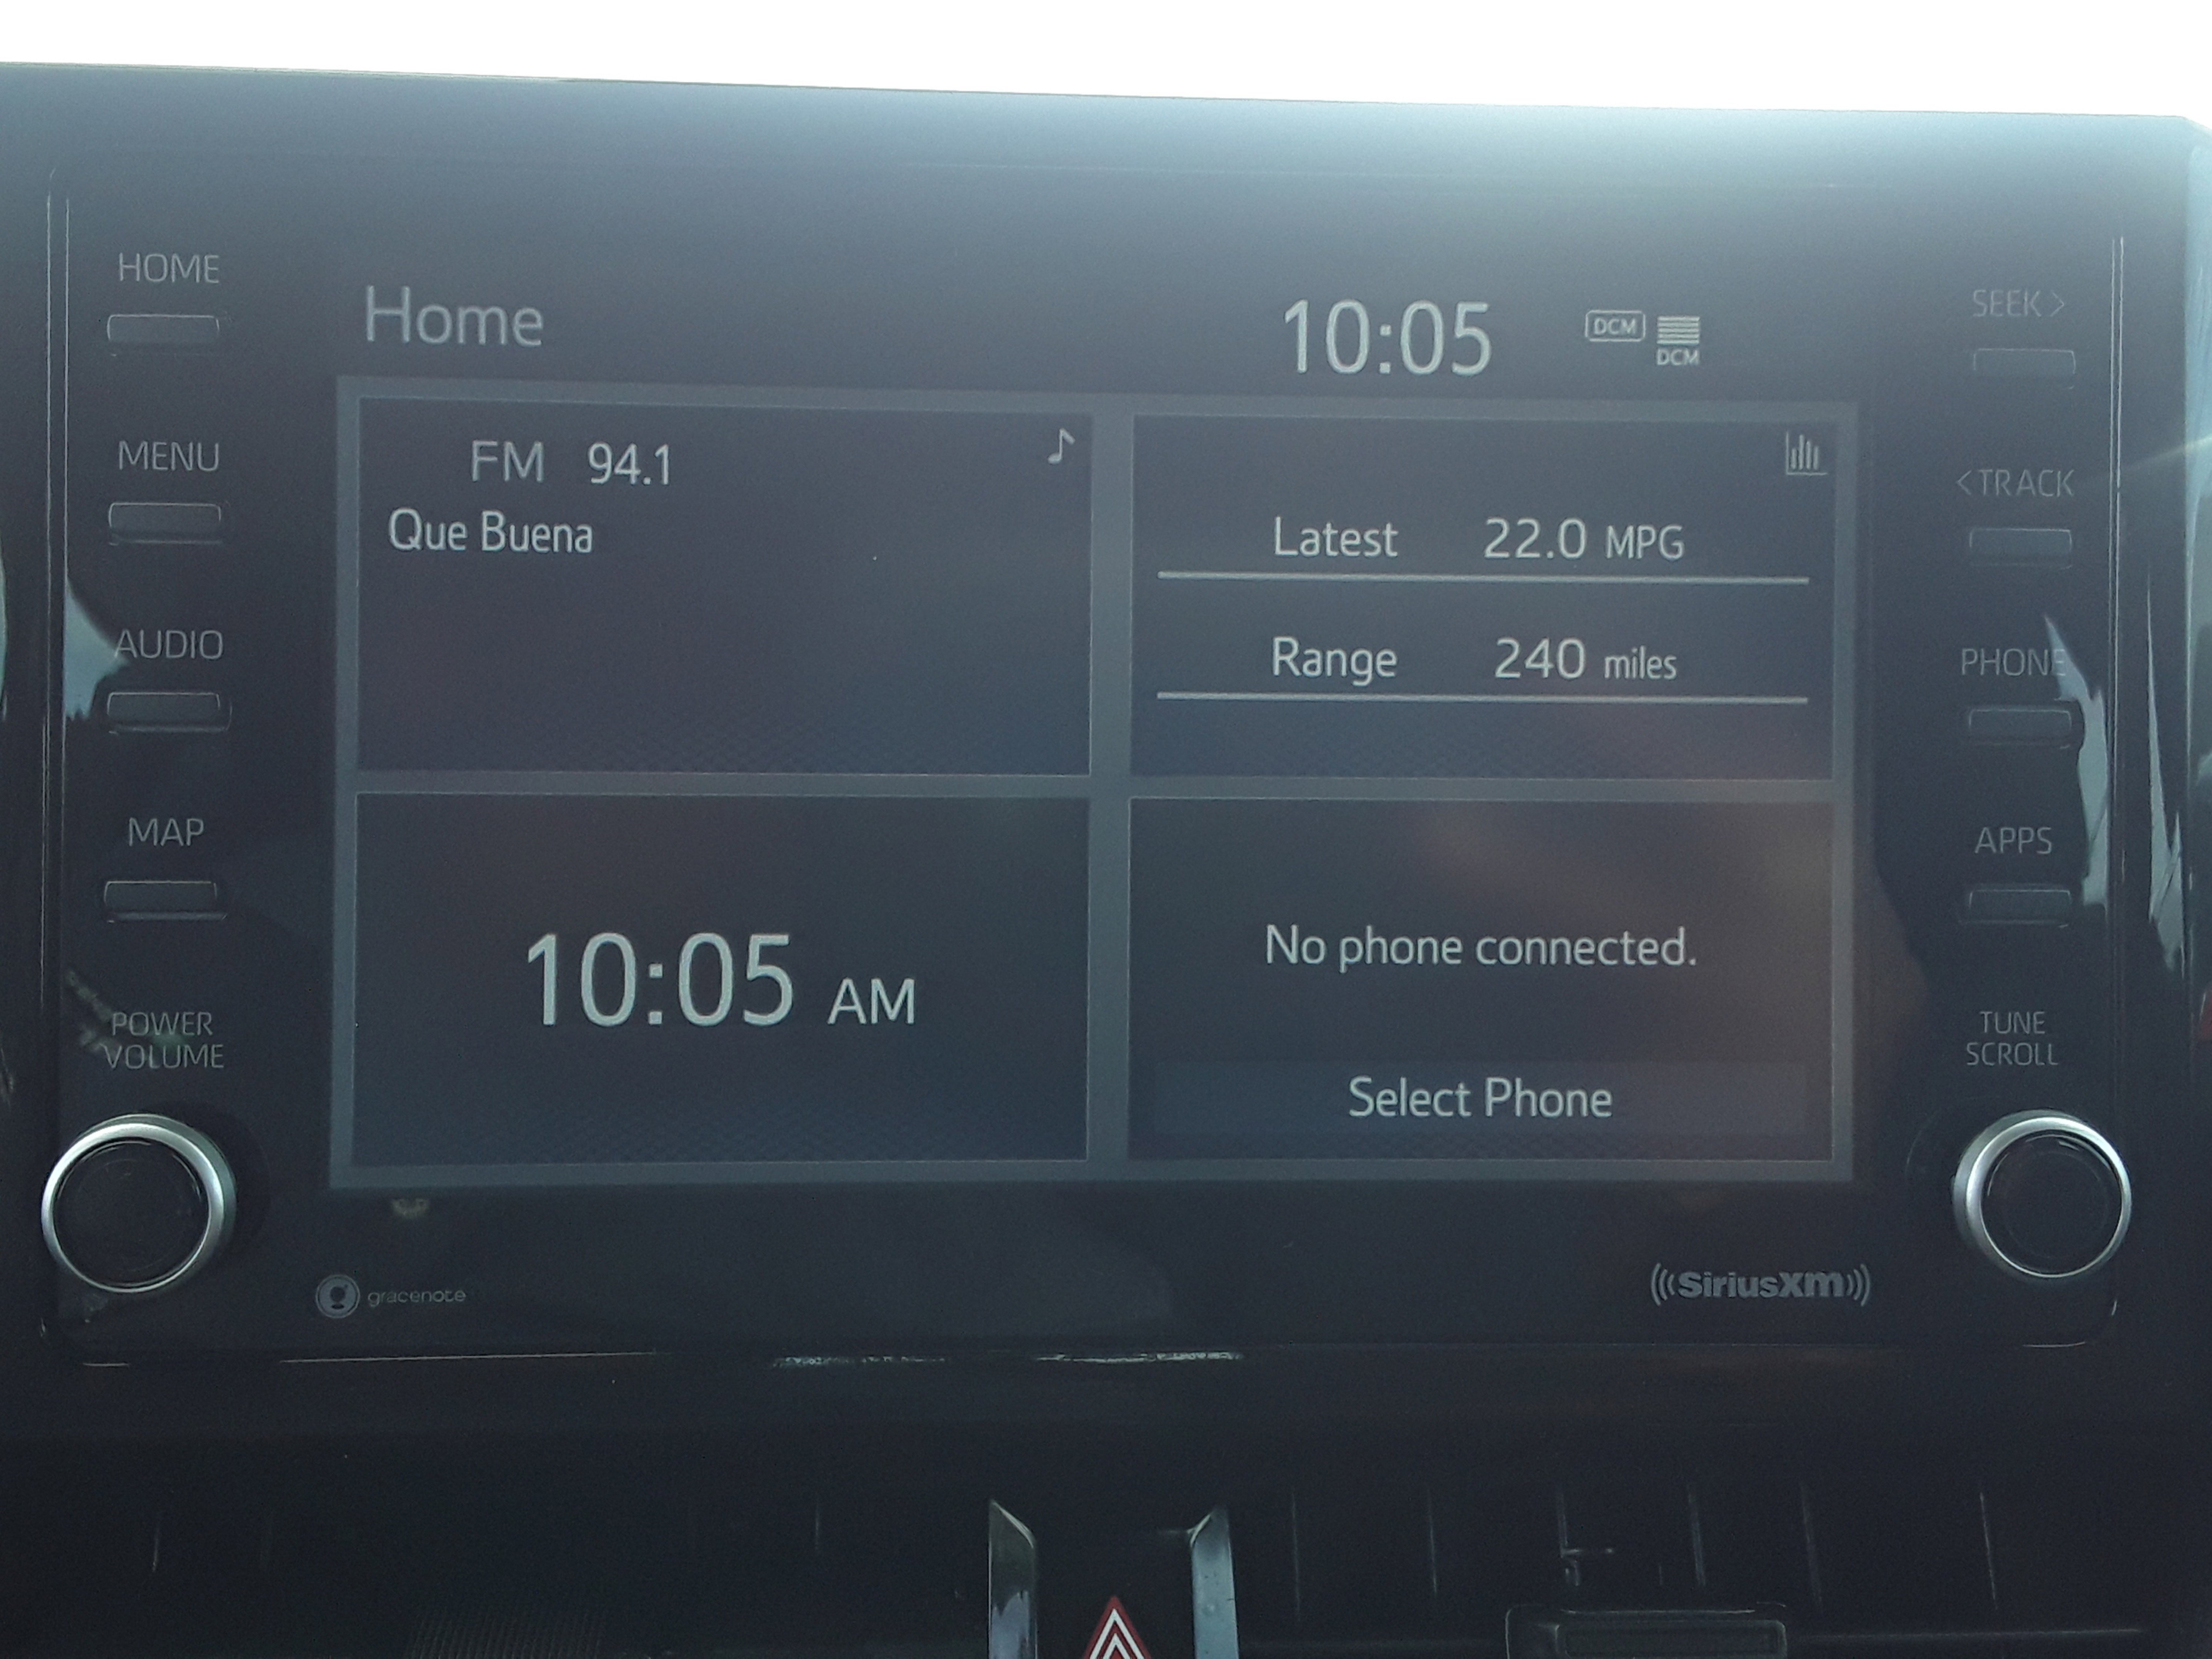 HOME
MENU
AUDIO
MAP
POWER
VOLUME
Home
10:05
DCM
DCM
FM 94.1
Que Buena
Latest 22.0 MPG
Range 240 miles
10:05 AM
No phone connected.
Select Phone
SEEK >
< TRACK
PHONE
APPS
TUNE
SCROLL
gracenote
((SiriusXM))